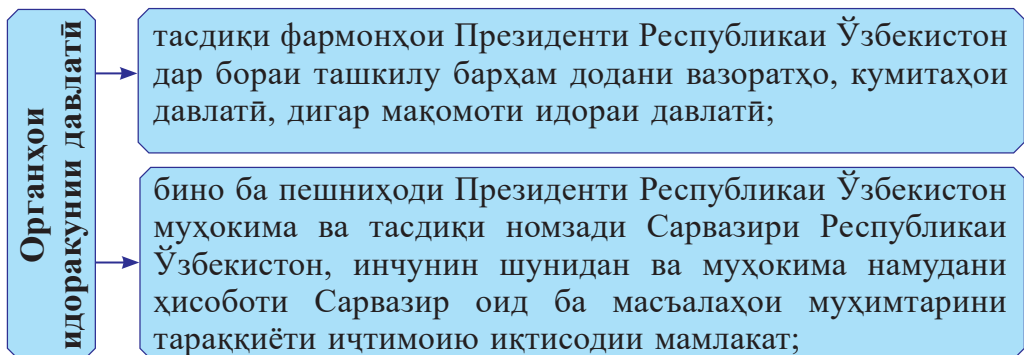 Органҳои
идоракунии давлатӣ
тасдиқи фармонҳои Президенти Республикаи Ўзбекистон
дар бораи ташкилу барҳам додани вазоратҳо, кумитаҳои
давлатӣ, дигар мақомоти идораи давлатӣ;
бино ба пешниҳоди Президенти Республикаи Ўзбекистон
муҳокима ва тасдиқи номзади Сарвазири Республикаи
Ўзбекистон, инчунин шунидан ва муҳокима намудани
ҳисоботи Сарвазир оид ба масъалаҳои муҳимтарини
тараққиёти иҷтимоию иқтисодии мамлакат;